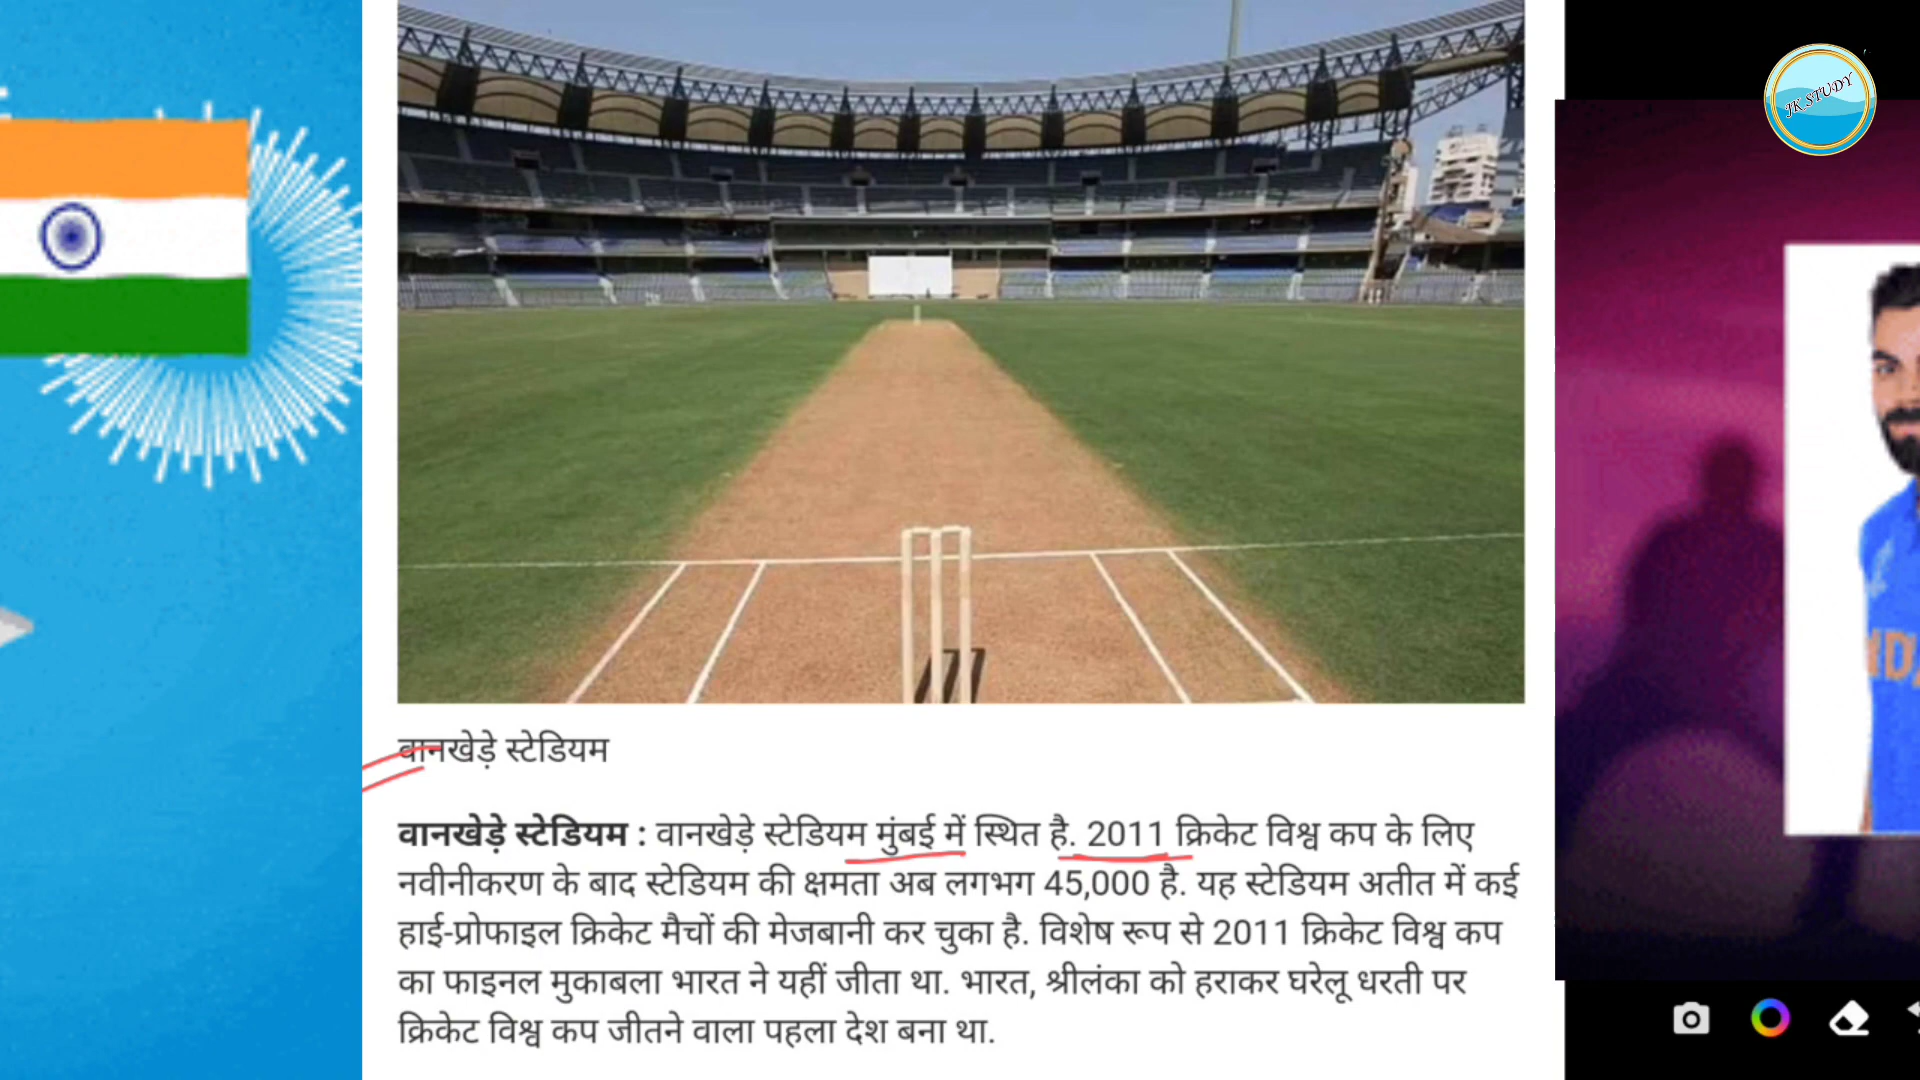 JK STUDY
वानखेड़े स्टेडियम
वानखेड़े स्टेडियम : वानखेड़े स्टेडियम मुंबई में स्थित है. 2011 क्रिकेट विश्व कप के लिए
नवीनीकरण के बाद स्टेडियम की क्षमता अब लगभग 45,000 है. यह स्टेडियम अतीत में कई
हाई-प्रोफाइल क्रिकेट मैचों की मेजबानी कर चुका है. विशेष रूप से 2011 क्रिकेट विश्व कप
का फाइनल मुकाबला भारत ने यहीं जीता था. भारत, श्रीलंका को हराकर घरेलू धरती पर
क्रिकेट विश्व कप जीतने वाला पहला देश बना था.